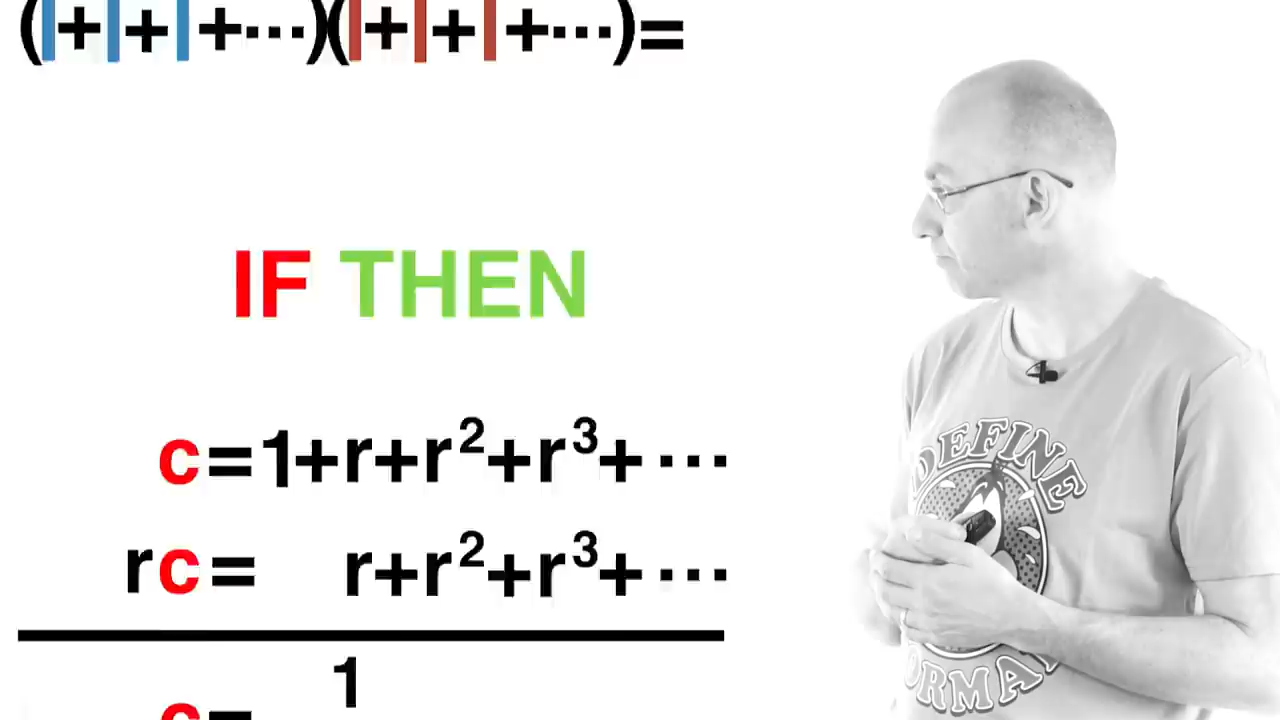 (|+|+|+···)(|+|+|+···)=
IF THEN
c=1+r+r²+r³+···
rc= r+r²+r³+···
1
c=
DEFINE